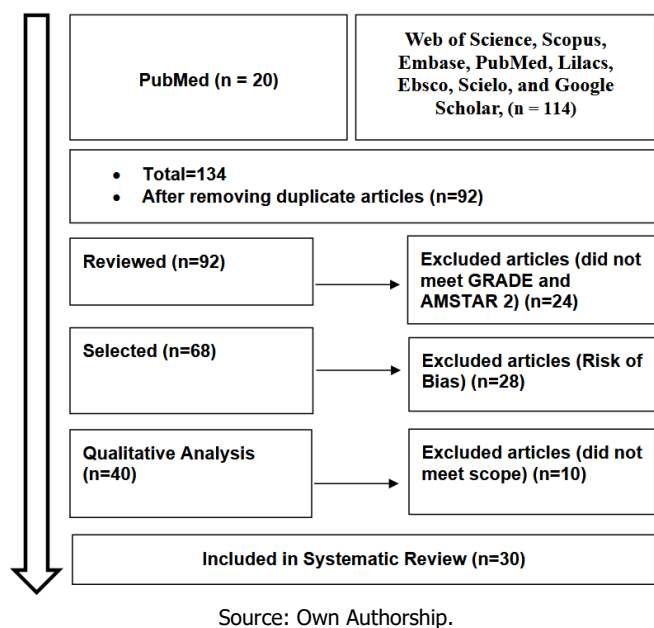 PubMed (n = 20)
Web of Science, Scopus,
Embase, PubMed, Lilacs,
Ebsco, Scielo, and Google
Scholar, (n = 114)
• Total=134
• After removing duplicate articles (n=92)
Reviewed (n=92)
Excluded articles (did not
meet GRADE and
AMSTAR 2) (n=24)
Selected (n=68)
Excluded articles (Risk of
Bias) (n=28)
Qualitative Analysis
(n=40)
Excluded articles (did not
meet scope) (n=10)
Included in Systematic Review (n=30)
Source: Own Authorship.